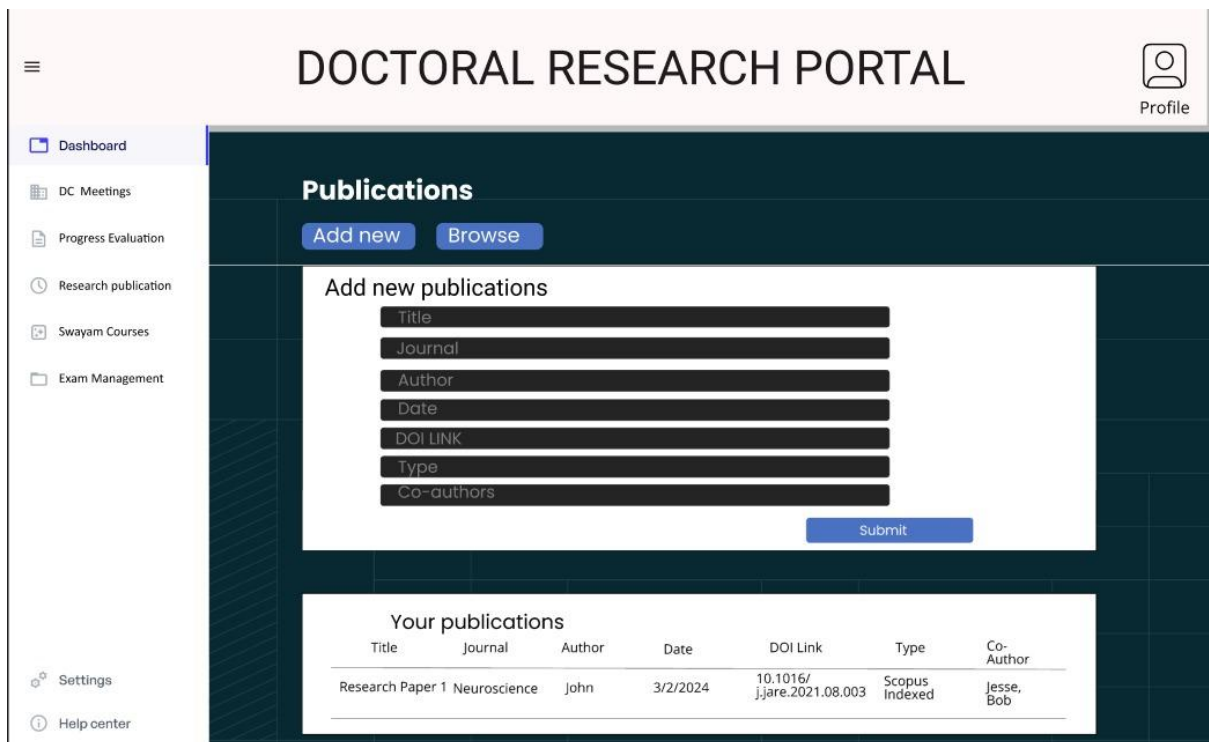 DOCTORAL RESEARCH PORTAL
Profile
Dashboard
DC Meetings
Progress Evaluation
Research publication
Swayam Courses
Exam Management
Settings
Help center
Publications
Add new Browse
Add new publications
Title
Journal
Author
Date
DOI LINK
Type
Co-authors
Submit
Your publications
Title Journal Author Date DOI Link Type Co-
Author
Research Paper 1 Neuroscience John 3/2/2024 10.1016/ Scopus Jesse,
j.jare.2021.08.003 Indexed Bob